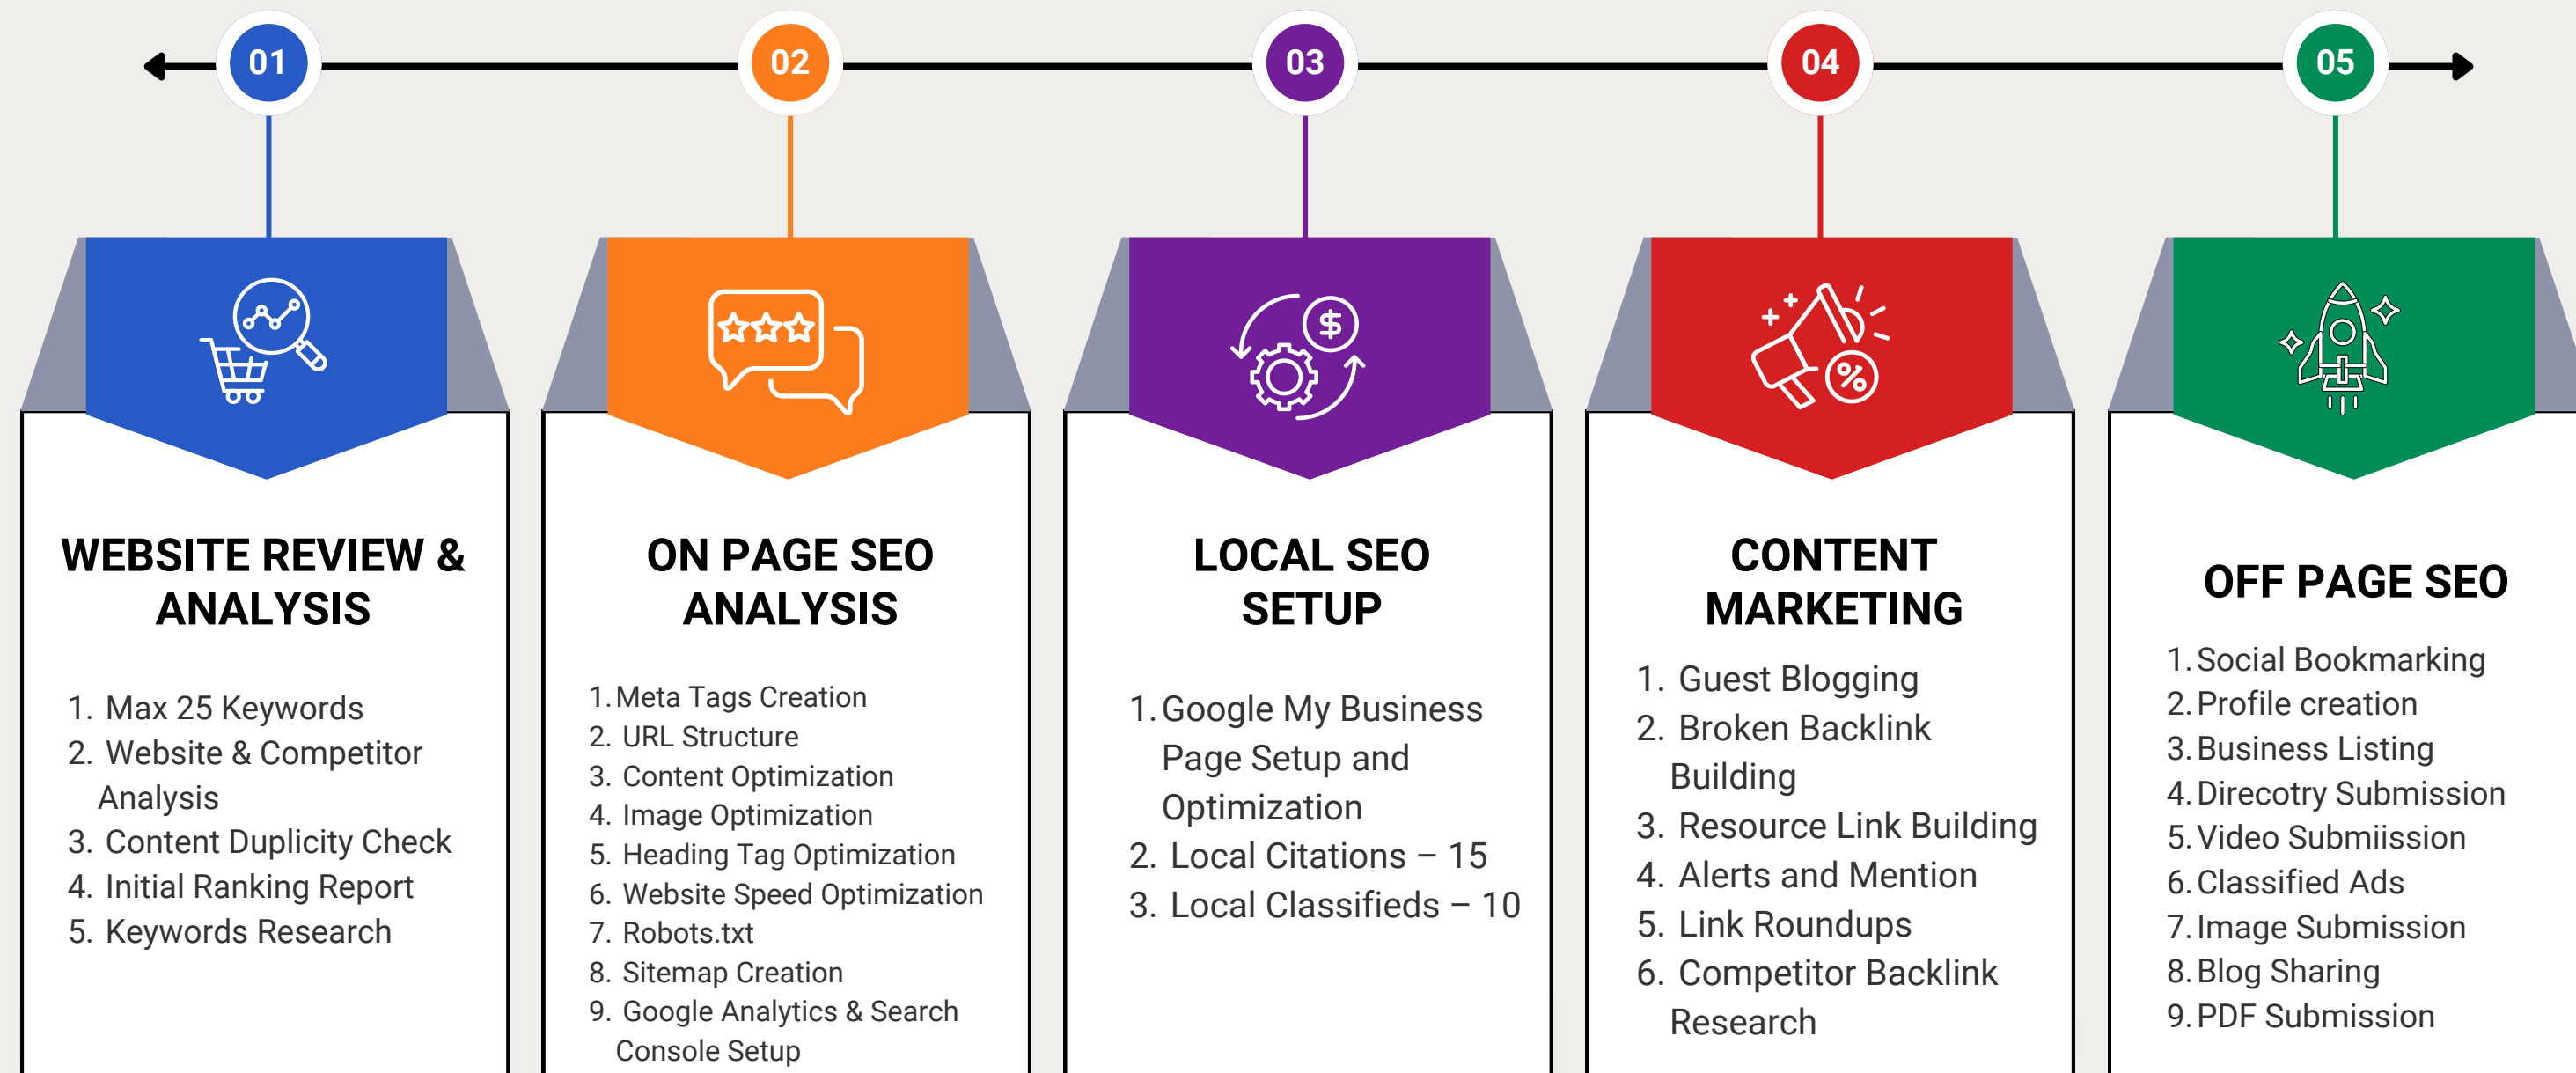 01
02
03
04
05
WEBSITE REVIEW &
ANALYSIS
1. Max 25 Keywords
2. Website & Competitor
Analysis
3. Content Duplicity Check
4. Initial Ranking Report
5. Keywords Research
ON PAGE SEO
ANALYSIS
1. Meta Tags Creation
2. URL Structure
3. Content Optimization
4. Image Optimization
5. Heading Tag Optimization
6. Website Speed Optimization
7. Robots.txt
8. Sitemap Creation
9. Google Analytics & Search
Console Setup
LOCAL SEO
SETUP
1. Google My Business
Page Setup and
Optimization
2. Local Citations – 15
3. Local Classifieds – 10
CONTENT
MARKETING
1. Guest Blogging
2. Broken Backlink
Building
3. Resource Link Building
4. Alerts and Mention
5. Link Roundups
6. Competitor Backlink
Research
OFF PAGE SEO
1. Social Bookmarking
2. Profile creation
3. Business Listing
4. Direcotry Submission
5. Video Submiission
6. Classified Ads
7. Image Submission
8. Blog Sharing
9. PDF Submission